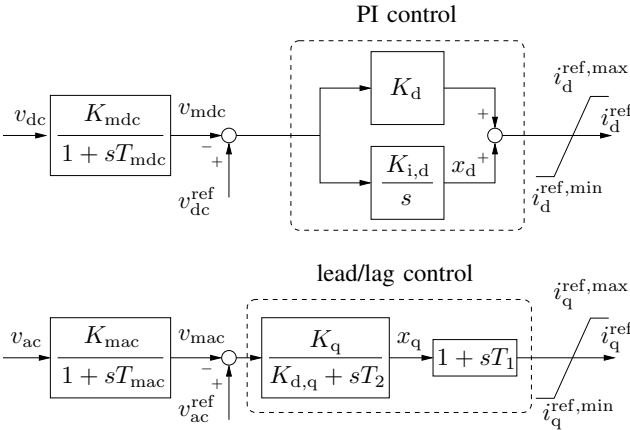 PI control
v_dc
K_mdc
1 + sT_mdc
v_mdc
−
+
v_dc^ref
K_d
K_i,d
s
x_d
+
+
i_d^ref,max
i_d^ref
i_d^ref,min
lead/lag control
v_ac
K_mac
1 + sT_mac
v_mac
−
+
v_ac^ref
K_q
K_d,q + sT_2
x_q
1 + sT_1
i_q^ref,max
i_q^ref
i_q^ref,min